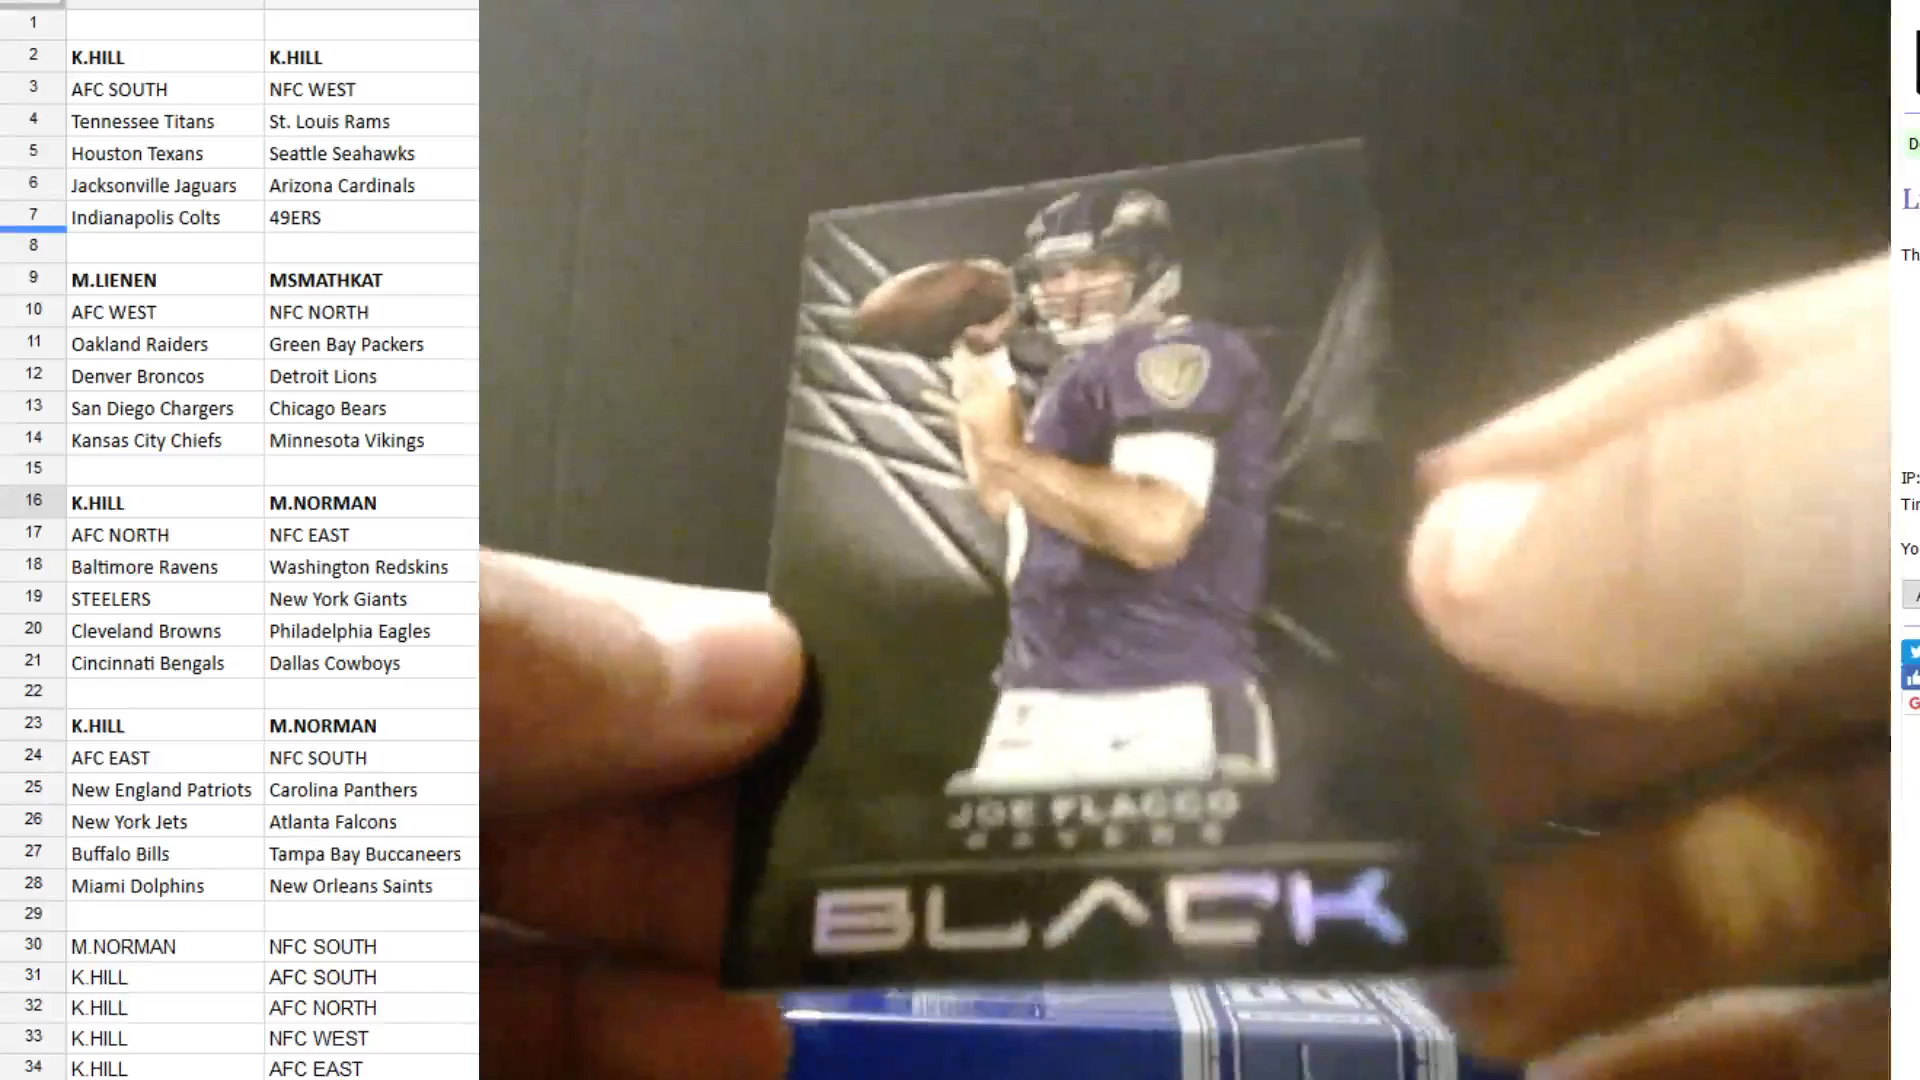 1
2 K.HILL K.HILL
3 AFC SOUTH NFC WEST
4 Tennessee Titans St. Louis Rams
5 Houston Texans Seattle Seahawks
6 Jacksonville Jaguars Arizona Cardinals
7 Indianapolis Colts 49ERS
8
9 M.LIENEN MSMATHKAT
10 AFC WEST NFC NORTH
11 Oakland Raiders Green Bay Packers
12 Denver Broncos Detroit Lions
13 San Diego Chargers Chicago Bears
14 Kansas City Chiefs Minnesota Vikings
15
16 K.HILL M.NORMAN
17 AFC NORTH NFC EAST
18 Baltimore Ravens Washington Redskins
19 STEELERS New York Giants
20 Cleveland Browns Philadelphia Eagles
21 Cincinnati Bengals Dallas Cowboys
22
23 K.HILL M.NORMAN
24 AFC EAST NFC SOUTH
25 New England Patriots Carolina Panthers
26 New York Jets Atlanta Falcons
27 Buffalo Bills Tampa Bay Buccaneers
28 Miami Dolphins New Orleans Saints
29
30 M.NORMAN NFC SOUTH
31 K.HILL AFC SOUTH
32 K.HILL AFC NORTH
33 K.HILL NFC WEST
34 K.HILL AFC EAST
JOE FLACCO
RAVENS
BLACK
IP: